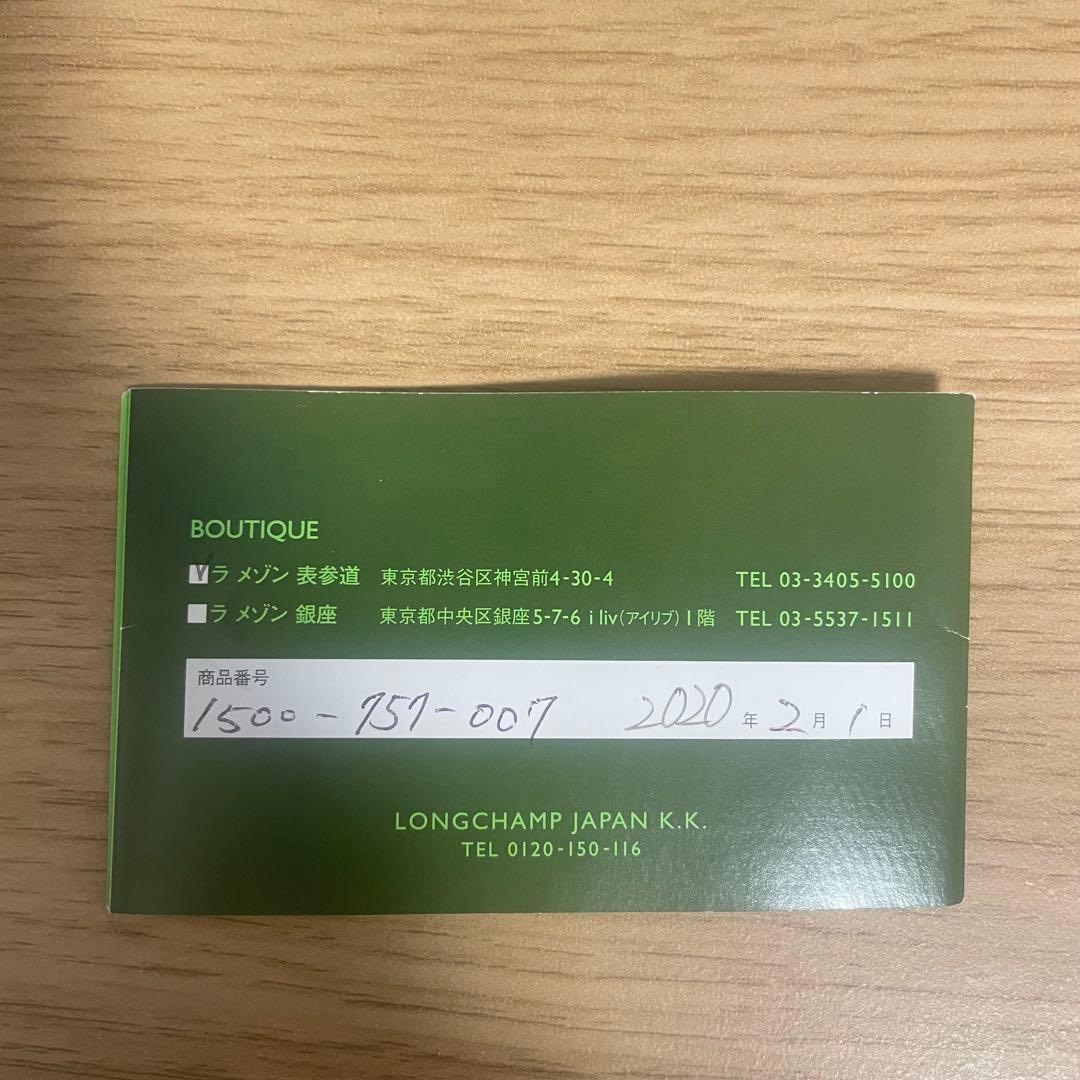 BOUTIQUE
ラ メゾン 表参道 東京都渋谷区神宮前4-30-4 TEL 03-3405-5100
ラ メゾン 銀座 東京都中央区銀座5-7-6 i liv(アイリブ)1階 TEL 03-5537-1511
商品番号
1500-757-007 2020年2月1日
LONGCHAMP JAPAN K.K.
TEL 0120-150-116